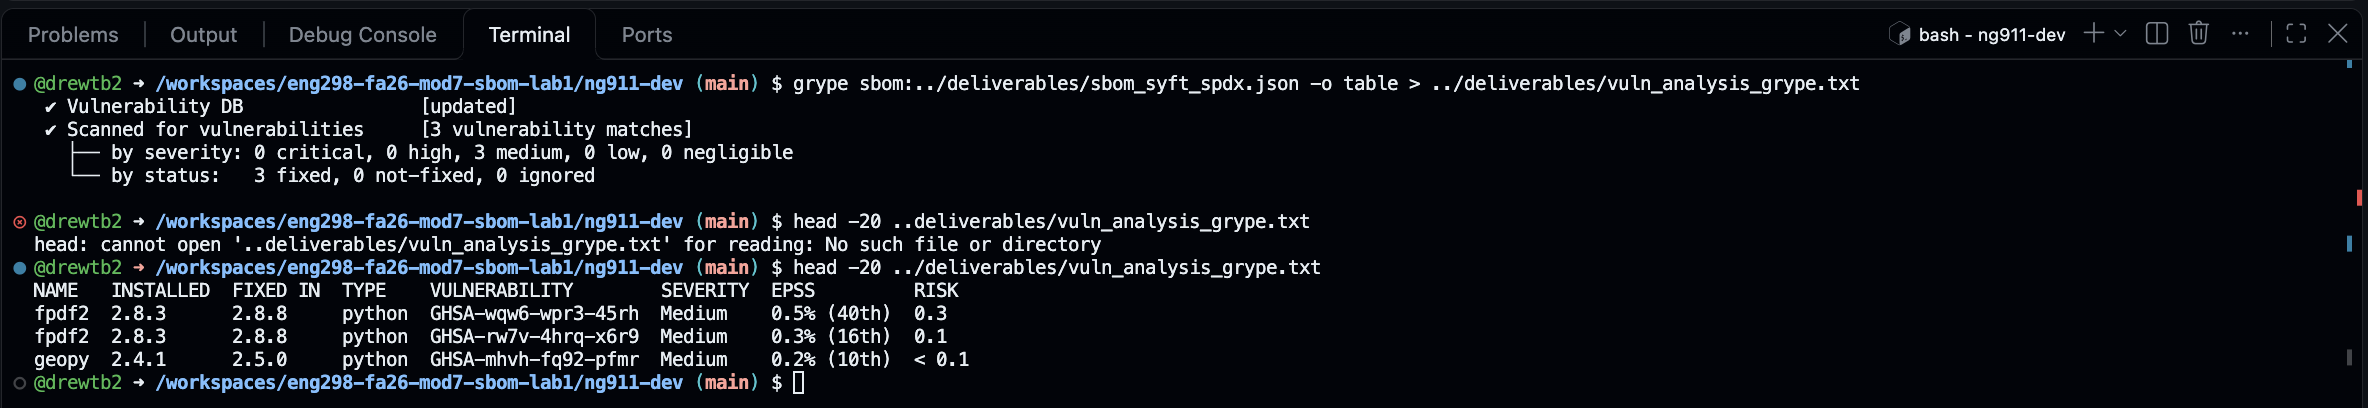 Problems Output Debug Console Terminal Ports bash - ng911-dev
@drewtb2 → /workspaces/eng298-fa26-mod7-sbom-lab1/ng911-dev (main) $ grype sbom:../deliverables/sbom_syft_spdx.json -o table > ../deliverables/vuln_analysis_grype.txt
✔ Vulnerability DB [updated]
✔ Scanned for vulnerabilities [3 vulnerability matches]
├── by severity: 0 critical, 0 high, 3 medium, 0 low, 0 negligible
└── by status: 3 fixed, 0 not-fixed, 0 ignored
@drewtb2 → /workspaces/eng298-fa26-mod7-sbom-lab1/ng911-dev (main) $ head -20 ..deliverables/vuln_analysis_grype.txt
head: cannot open '..deliverables/vuln_analysis_grype.txt' for reading: No such file or directory
@drewtb2 → /workspaces/eng298-fa26-mod7-sbom-lab1/ng911-dev (main) $ head -20 ../deliverables/vuln_analysis_grype.txt
NAME INSTALLED FIXED IN TYPE VULNERABILITY SEVERITY EPSS RISK
fpdf2 2.8.3 2.8.8 python GHSA-wqw6-wpr3-45rh Medium 0.5% (40th) 0.3
fpdf2 2.8.3 2.8.8 python GHSA-rw7v-4hrq-x6r9 Medium 0.3% (16th) 0.1
geopy 2.4.1 2.5.0 python GHSA-mhvh-fq92-pfmr Medium 0.2% (10th) < 0.1
@drewtb2 → /workspaces/eng298-fa26-mod7-sbom-lab1/ng911-dev (main) $